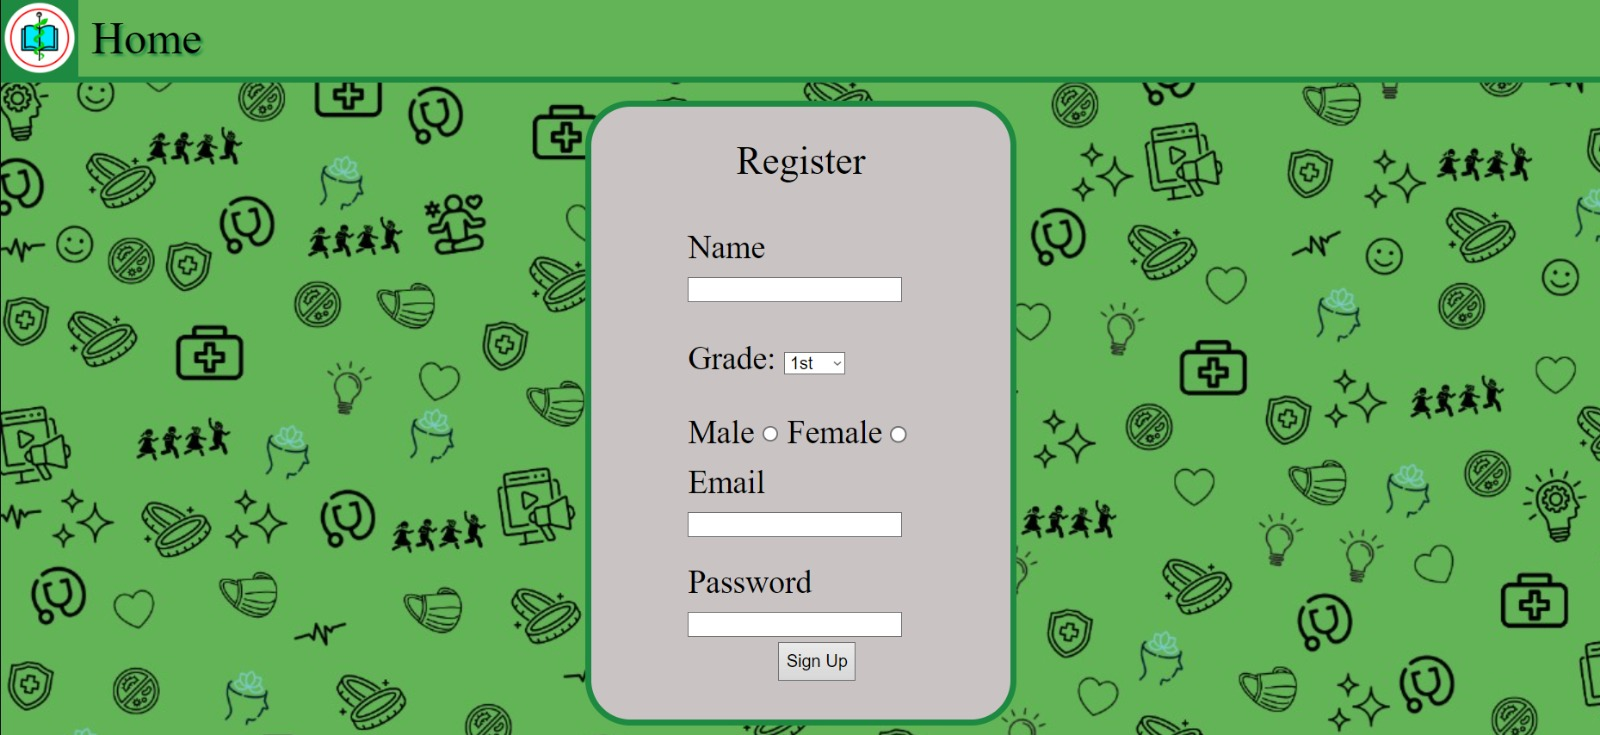 Home
Register
Name
Grade: 1st
Male Female
Email
Password
Sign Up